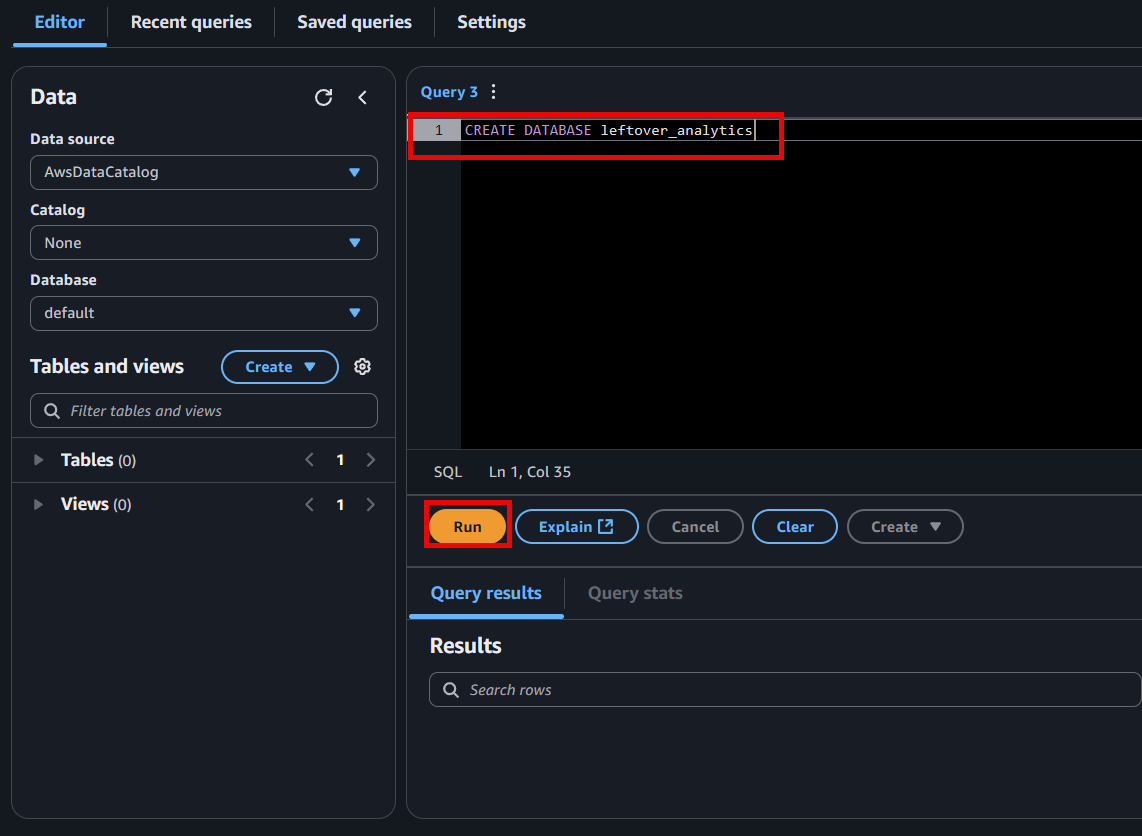 Editor Recent queries Saved queries Settings
Data
Data source
AwsDataCatalog
Catalog
None
Database
default
Tables and views Create
Filter tables and views
Tables (0) 1
Views (0) 1
Query 3
1 CREATE DATABASE leftover_analytics
SQL Ln 1, Col 35
Run Explain Cancel Clear Create
Query results Query stats
Results
Search rows